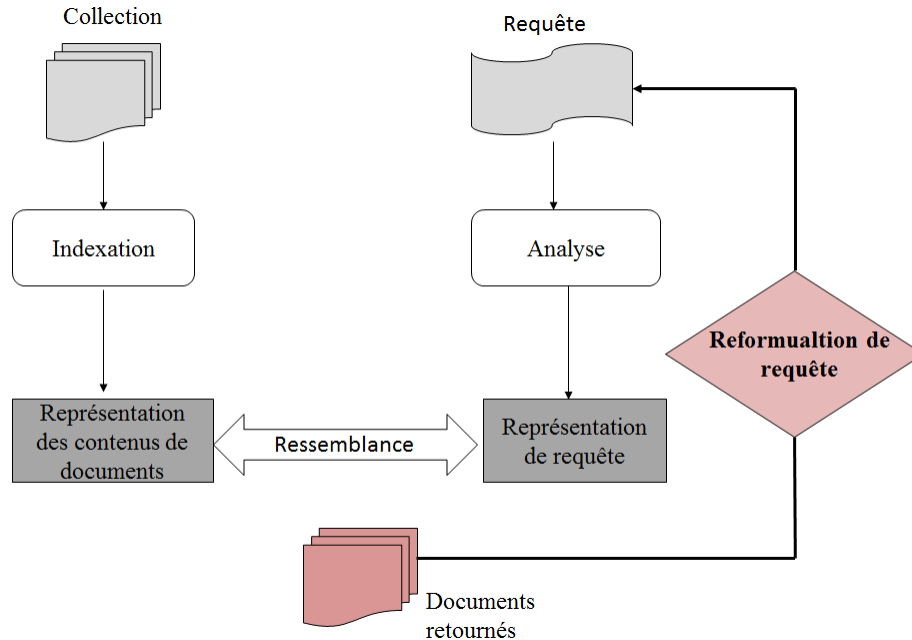 Collection
Requête
Indexation
Analyse
Reformualtion de
requête
Représentation
des contenus de
documents
Ressemblance
Représentation
de requête
Documents
retournés